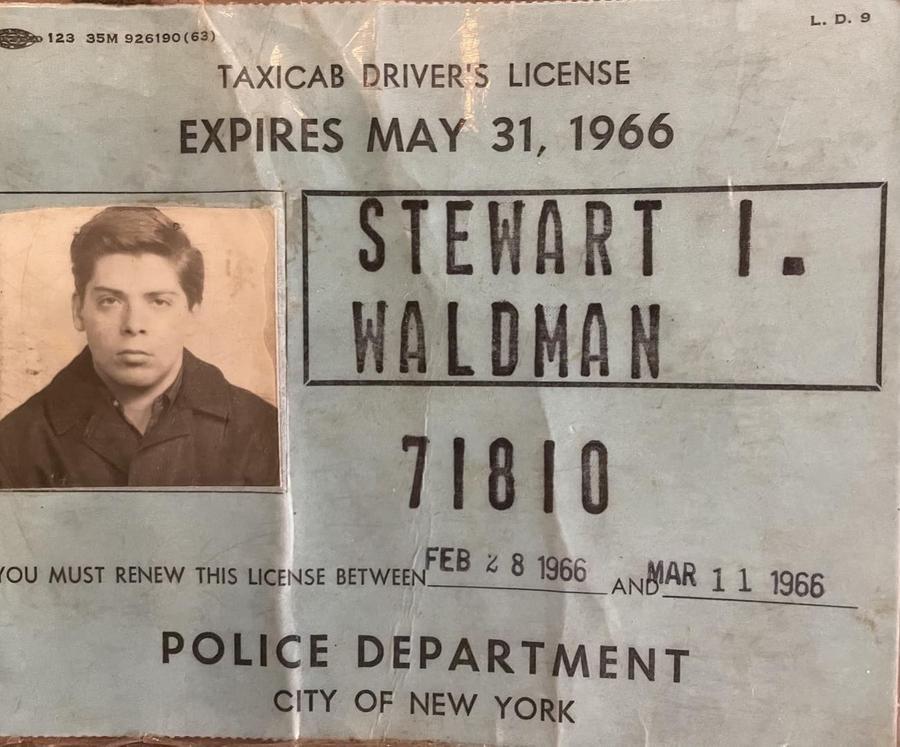 L. D. 9
123 35M 926190(63)
TAXICAB DRIVER'S LICENSE
EXPIRES MAY 31, 1966
STEWART I.
WALDMAN
71810
YOU MUST RENEW THIS LICENSE BETWEEN FEB 28 1966 AND MAR 11 1966
POLICE DEPARTMENT
CITY OF NEW YORK